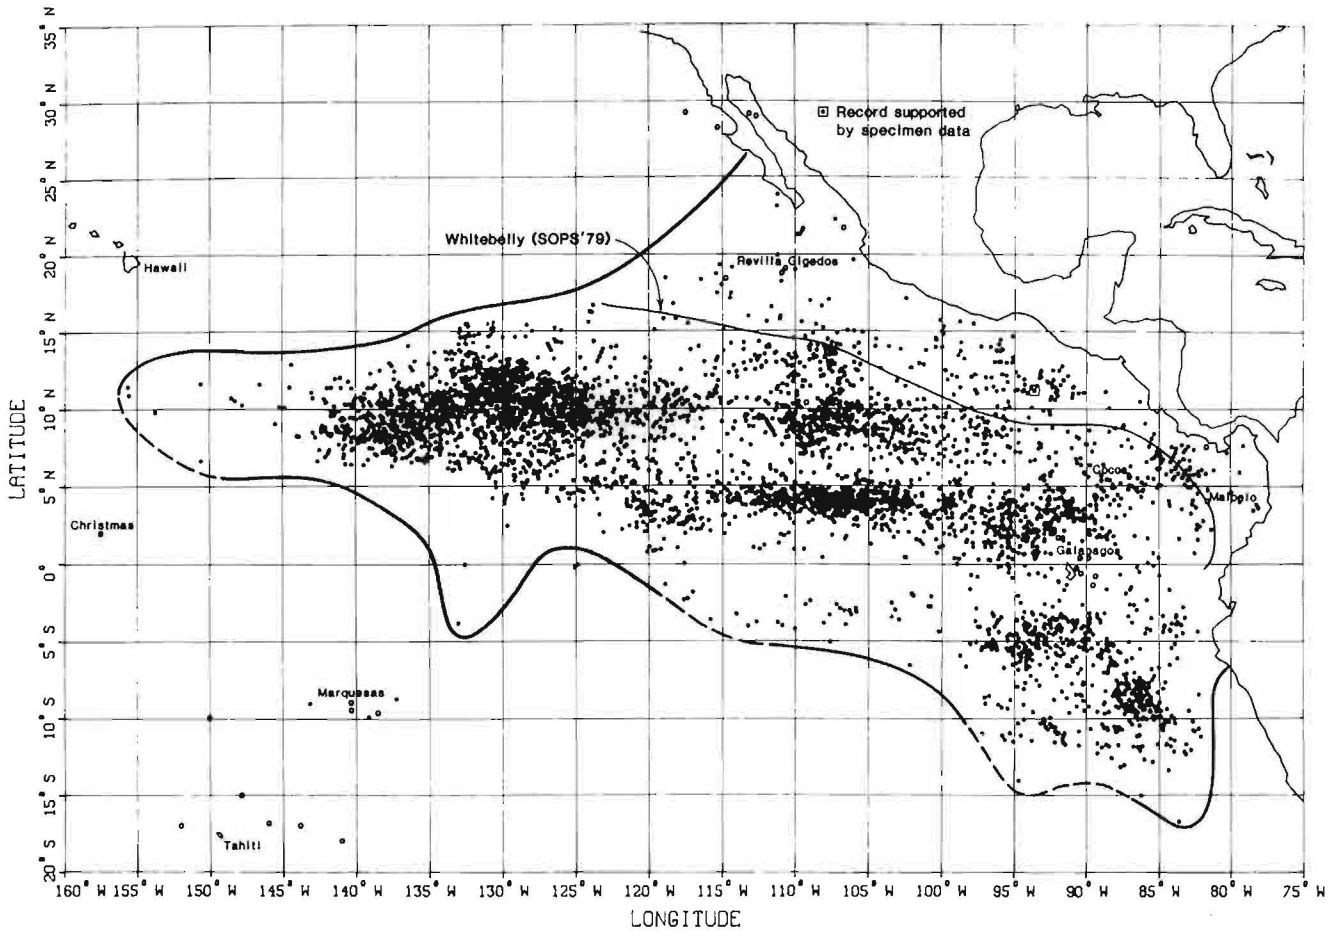 35° N
30° N
25° N
20° N
15° N
10° N
5° N
0°
5° S
10° S
15° S
20° S
LATITUDE
Record supported
by specimen data
Whitebelly (SOPS'79)
Revilla Gigedos
Hawaii
Cocos
Malpelo
Christmas
Galapagos
Marquesas
Tahiti
160° W 155° W 150° W 145° W 140° W 135° W 130° W 125° W 120° W 115° W 110° W 105° W 100° W 95° W 90° W 85° W 80° W 75° W
LONGITUDE